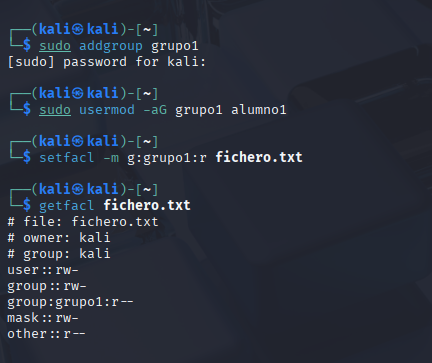 ┌──(kali㉿kali)-[~]
└─$ sudo addgroup grupo1
[sudo] password for kali:
┌──(kali㉿kali)-[~]
└─$ sudo usermod -aG grupo1 alumno1
┌──(kali㉿kali)-[~]
└─$ setfacl -m g:grupo1:r fichero.txt
┌──(kali㉿kali)-[~]
└─$ getfacl fichero.txt
# file: fichero.txt
# owner: kali
# group: kali
user::rw-
group::rw-
group:grupo1:r--
mask::rw-
other::r--